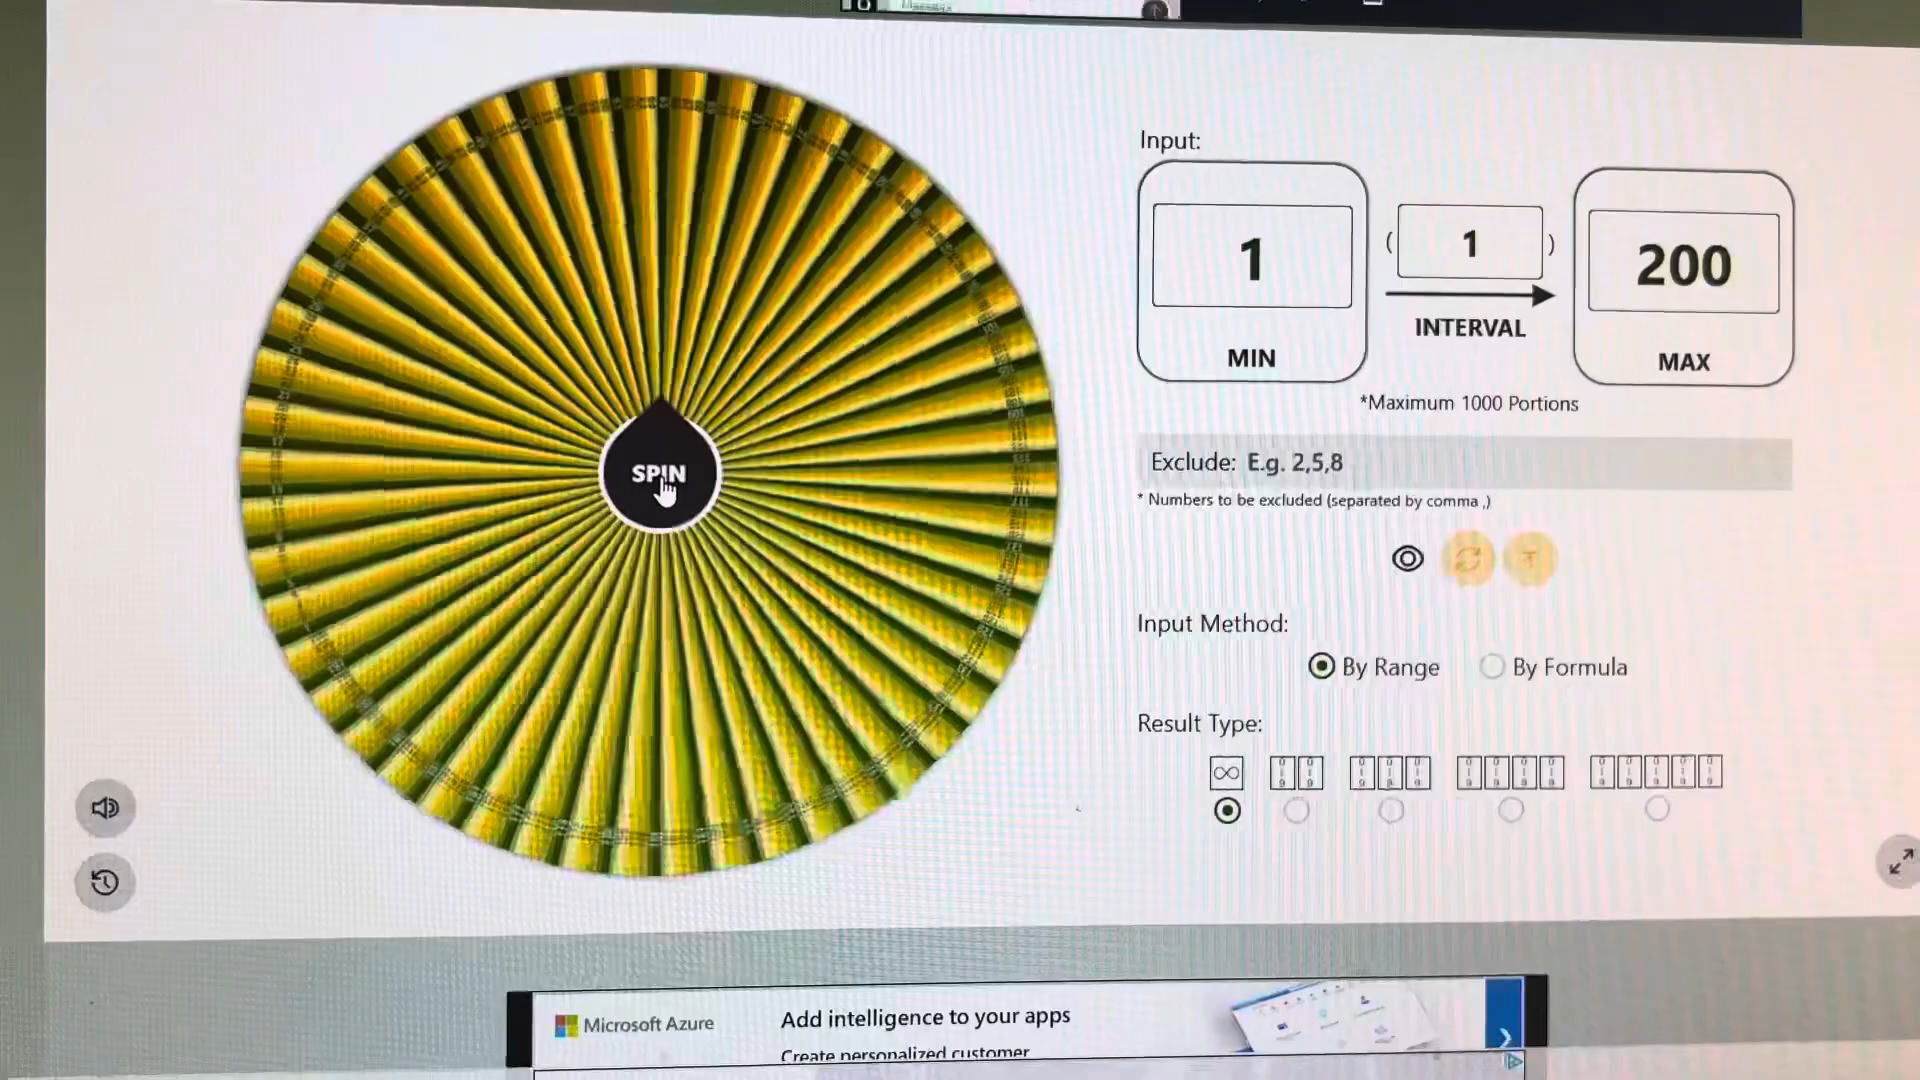 Input:
1
( 1 )
200
INTERVAL
MIN
MAX
*Maximum 1000 Portions
SPIN
Exclude: E.g. 2,5,8
* Numbers to be excluded (separated by comma ,)
Input Method:
By Range
By Formula
Result Type:
Microsoft Azure
Add intelligence to your apps
Create personalized customer